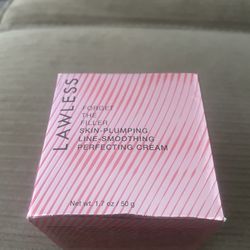 LAWLESS
FORGET
THE
FILLER
SKIN-PLUMPING
LINE-SMOOTHING
PERFECTING CREAM
Net wt. 1.7 oz / 50 g